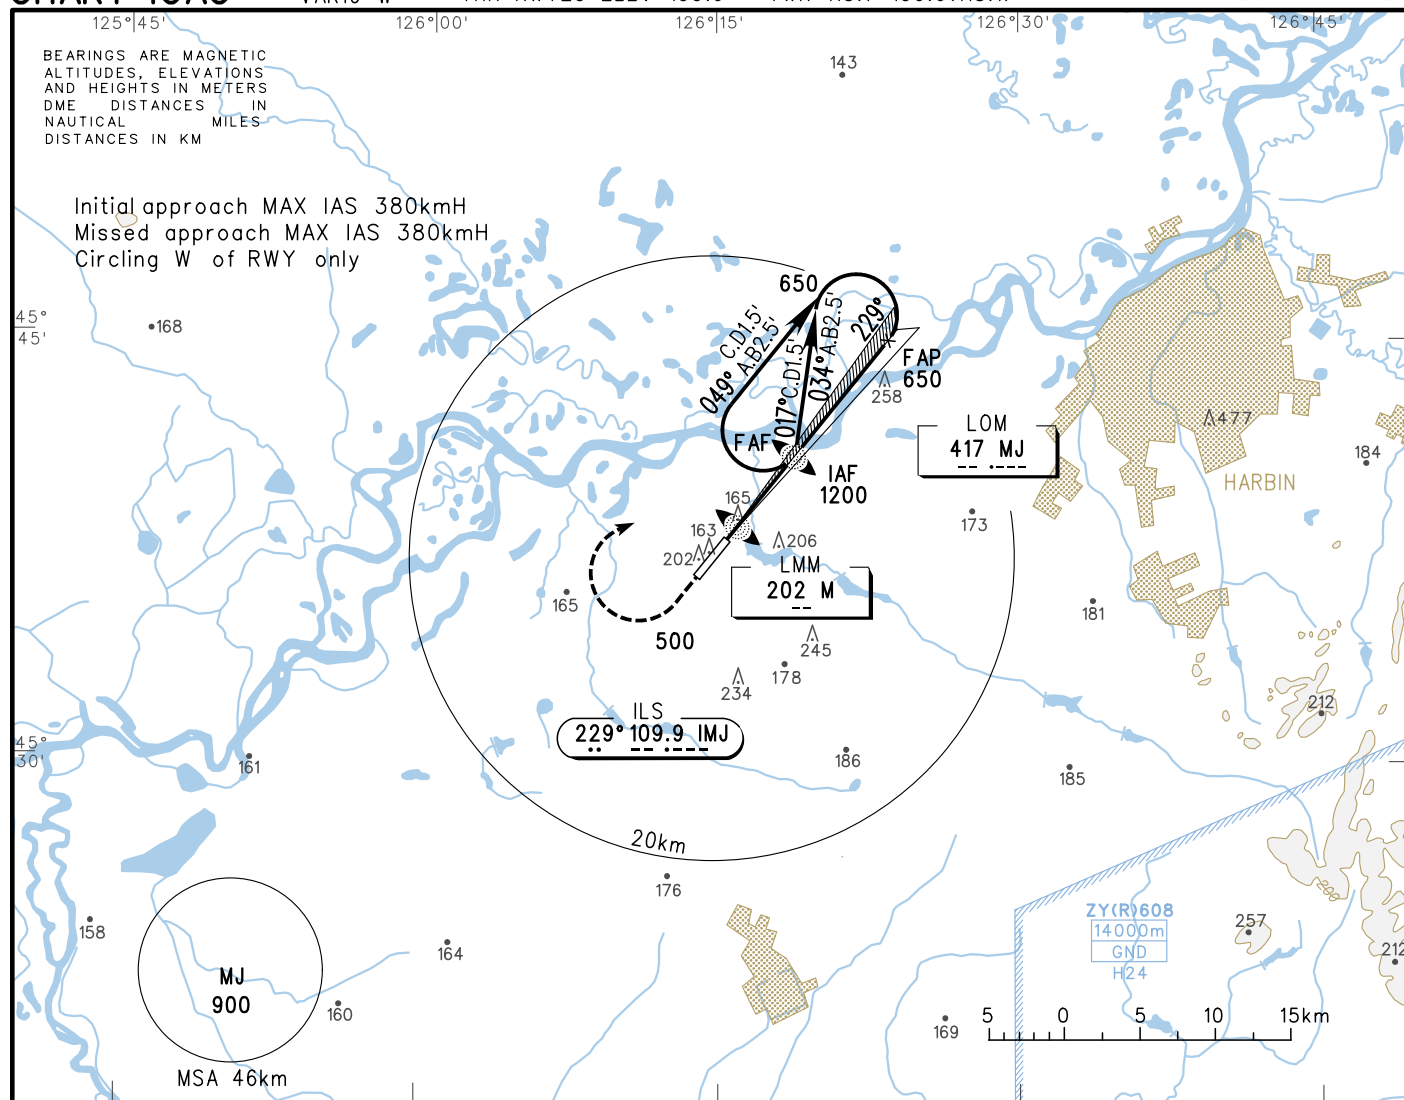 125°45'
126°00'
126°15'
126°30'
126°45'
BEARINGS ARE MAGNETIC
ALTITUDES, ELEVATIONS
AND HEIGHTS IN METERS
DME DISTANCES IN
NAUTICAL MILES
DISTANCES IN KM
143
Initial approach MAX IAS 380kmH
Missed approach MAX IAS 380kmH
Circling W of RWY only
650
45°
45'
168
049° C.D1.5'
A.B2.5'
017° C.D1.5'
034° A.B2.5'
229°
FAP
650
258
LOM
417 MJ
477
184
HARBIN
FAF
IAF
1200
165
163
202
206
173
LMM
202 M
165
181
500
245
178
234
212
ILS
229° 109.9 IMJ
45°
30'
161
186
185
20km
176
200
158
164
ZY(R)608
14000m
GND
H24
257
212
MJ
900
160
169
5 0 5 10 15km
MSA 46km